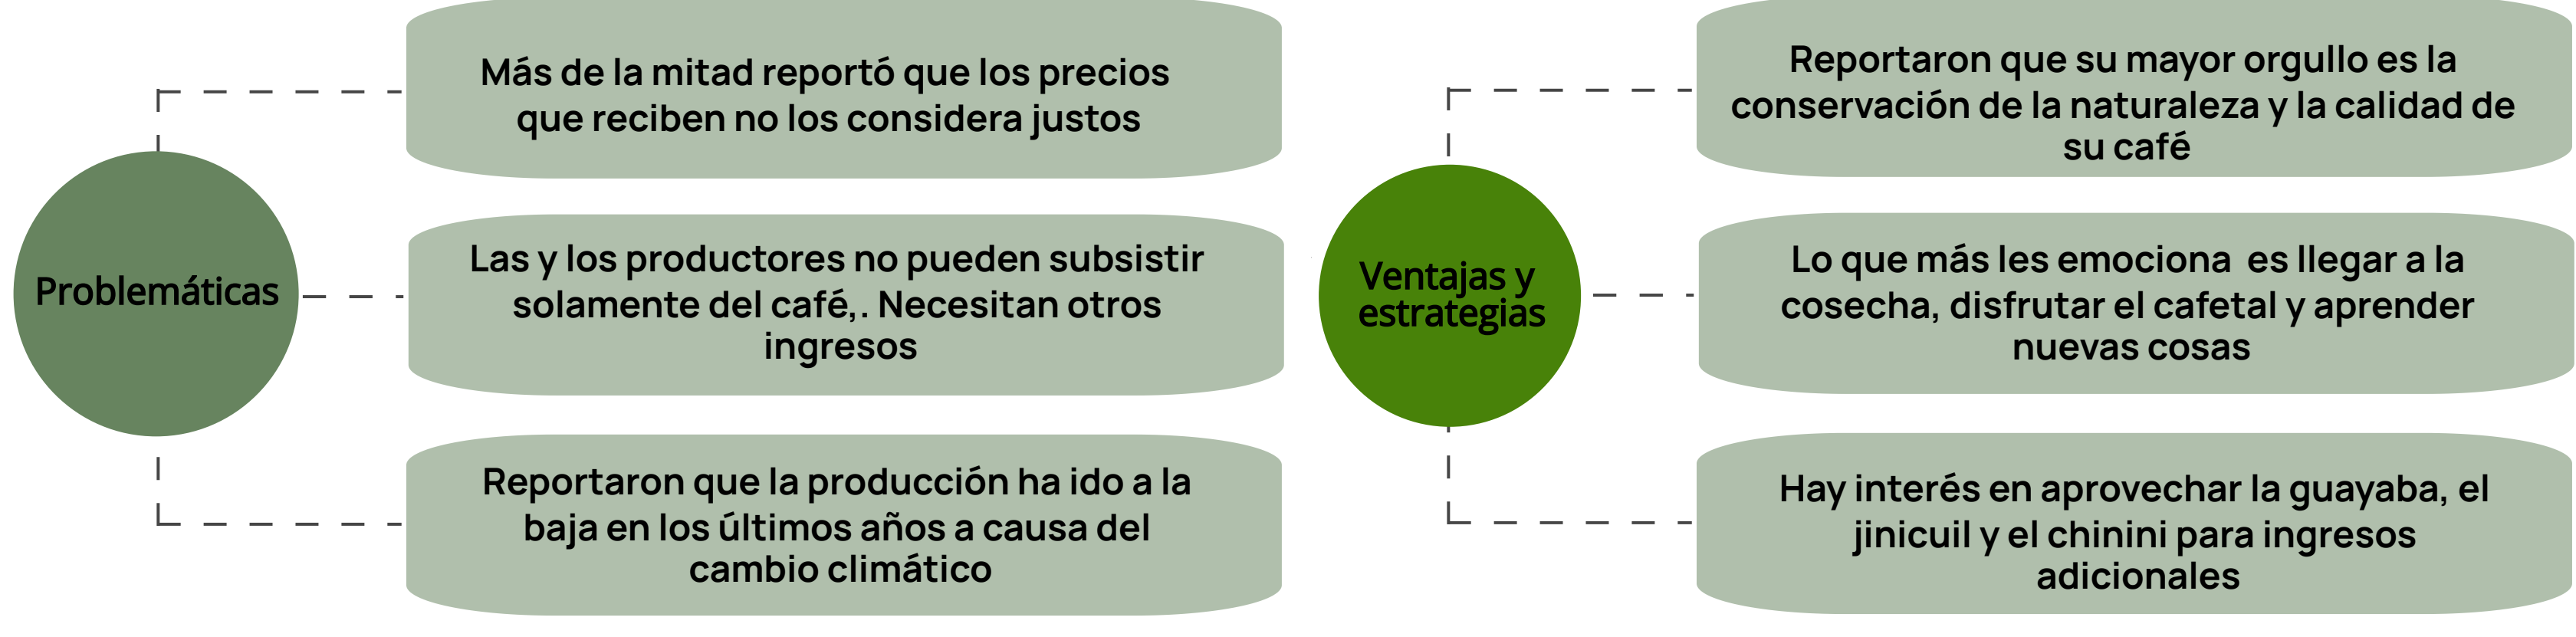 Problemáticas
Más de la mitad reportó que los precios
que reciben no los considera justos
Las y los productores no pueden subsistir
solamente del café,. Necesitan otros
ingresos
Reportaron que la producción ha ido a la
baja en los últimos años a causa del
cambio climático
Ventajas y
estrategias
Reportaron que su mayor orgullo es la
conservación de la naturaleza y la calidad de
su café
Lo que más les emociona  es llegar a la
cosecha, disfrutar el cafetal y aprender
nuevas cosas
Hay interés en aprovechar la guayaba, el
jinicuil y el chinini para ingresos
adicionales